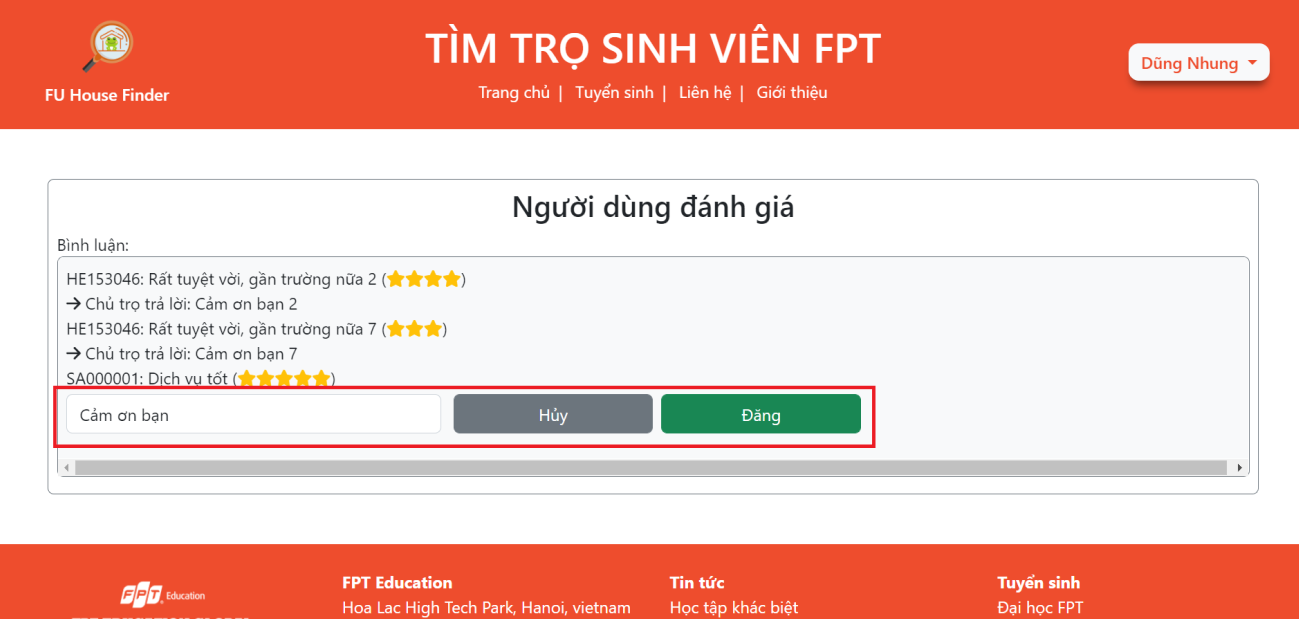 TÌM TRỌ SINH VIÊN FPT
FU House Finder
Trang chủ | Tuyển sinh | Liên hệ | Giới thiệu
Dũng Nhung
Người dùng đánh giá
Bình luận:
HE153046: Rất tuyệt vời, gần trường nữa 2 (★★★★)
→ Chủ trọ trả lời: Cảm ơn bạn 2
HE153046: Rất tuyệt vời, gần trường nữa 7 (★★★)
→ Chủ trọ trả lời: Cảm ơn bạn 7
SA000001: Dịch vụ tốt (★★★★★)
Cảm ơn bạn
Hủy
Đăng
FPT Education
FPT Education
Hoa Lac High Tech Park, Hanoi, vietnam
Tin tức
Học tập khác biệt
Tuyển sinh
Đại học FPT